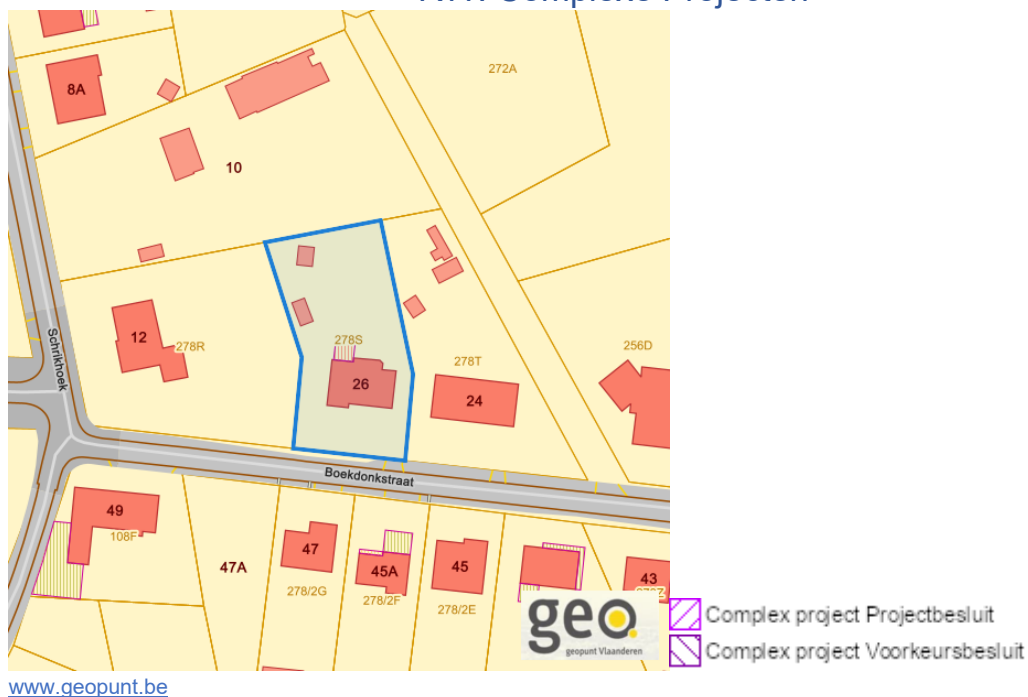 8A
272A
10
Schrikhoek
12
278R
278S
26
278T
24
256D
Boekdonkstraat
49
108F
47A
47
278/2G
45A
278/2F
45
278/2E
43
geo
geopunt Vlaanderen
Complex project Projectbesluit
Complex project Voorkeursbesluit
www.geopunt.be